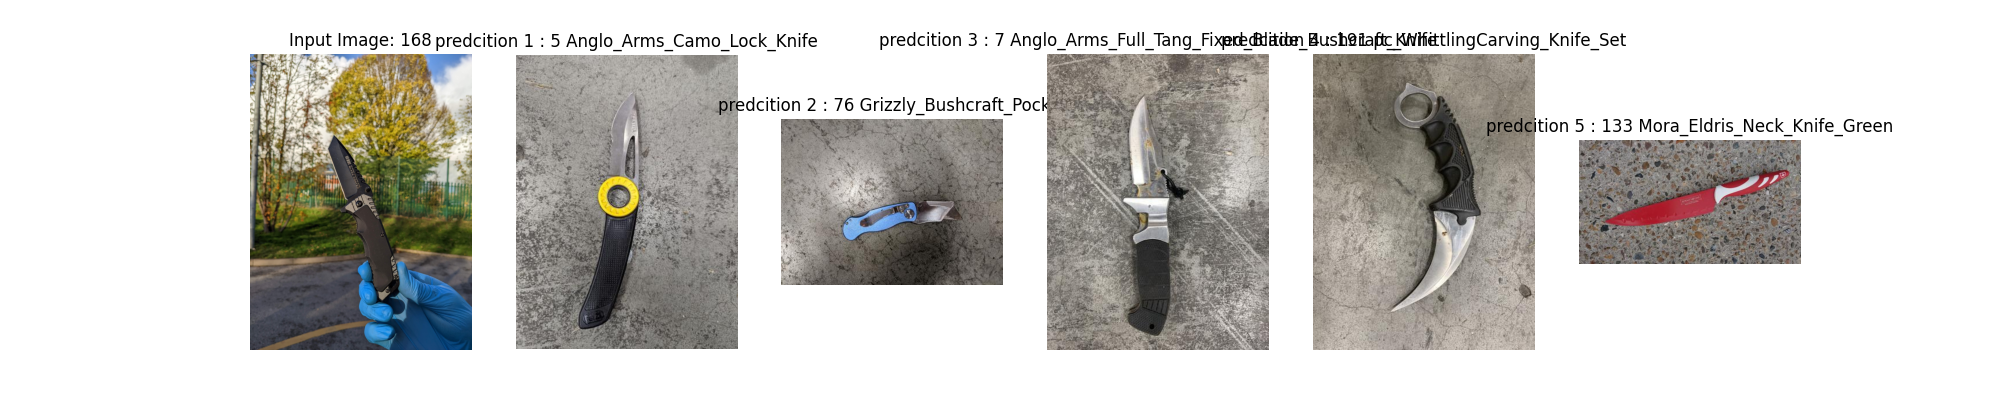 Input Image: 168
predcition 1 : 5 Anglo_Arms_Camo_Lock_Knife
predcition 2 : 76 Grizzly_Bushcraft_Pock
predcition 3 : 7 Anglo_Arms_Full_Tang_Fixed_Blade_Bushcraft_Knife
predcition 4 : 191 pc_WhittlingCarving_Knife_Set
predcition 5 : 133 Mora_Eldris_Neck_Knife_Green